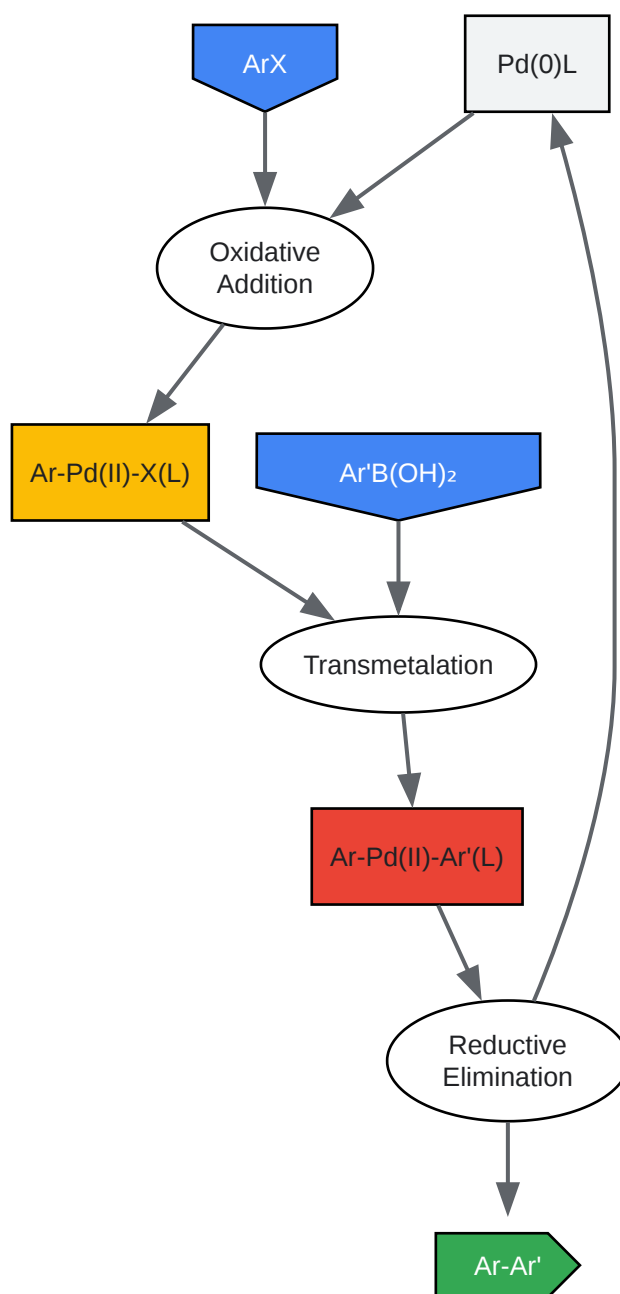 ArX
Pd(0)L
Oxidative
Addition
Ar-Pd(II)-X(L)
Ar'B(OH)₂
Transmetalation
Ar-Pd(II)-Ar'(L)
Reductive
Elimination
Ar-Ar'